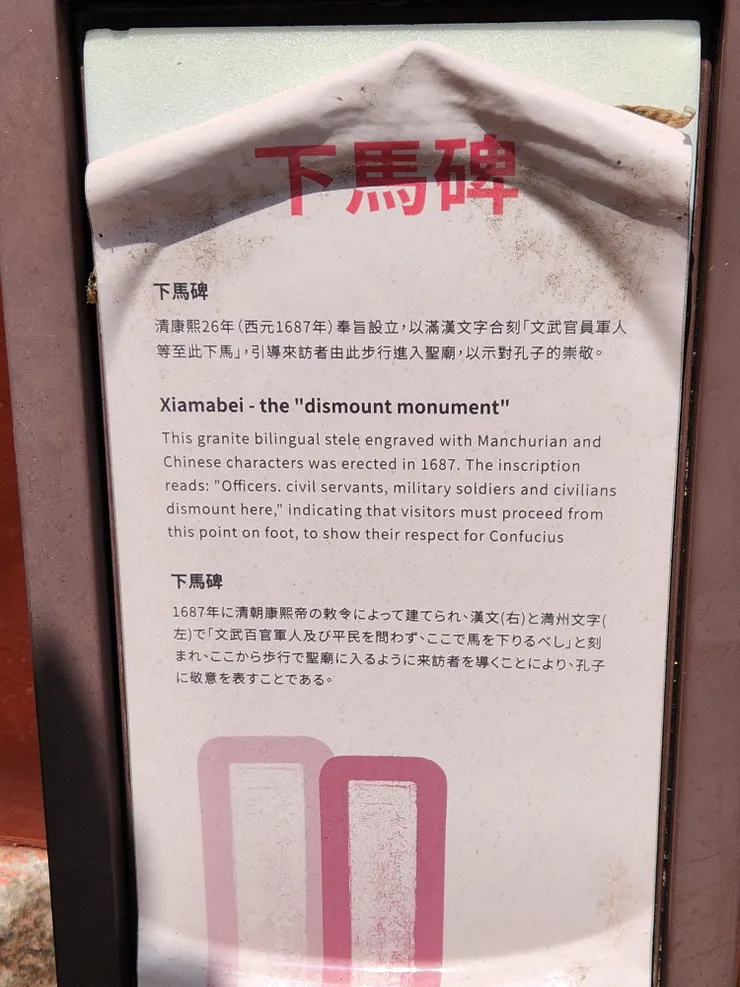 下馬碑
下馬碑
清康熙26年(西元1687年)奉旨設立，以滿漢文字合刻「文武官員軍人
等至此下馬」，引導來訪者由此步行進入聖廟，以示對孔子的崇敬。
Xiamabei - the "dismount monument"
This granite bilingual stele engraved with Manchurian and
Chinese characters was erected in 1687. The inscription
reads: "Officers. civil servants, military soldiers and civilians
dismount here," indicating that visitors must proceed from
this point on foot, to show their respect for Confucius
下馬碑
1687年に清朝康熙帝の敕令によって建てられ、漢文(右)と満州文字(
左)で「文武百官軍人及び平民を問わず、ここで馬を下りるべし」と刻
まれ、ここから歩行で聖廟に入るように来訪者を導くことにより、孔子
に敬意を表すことである。